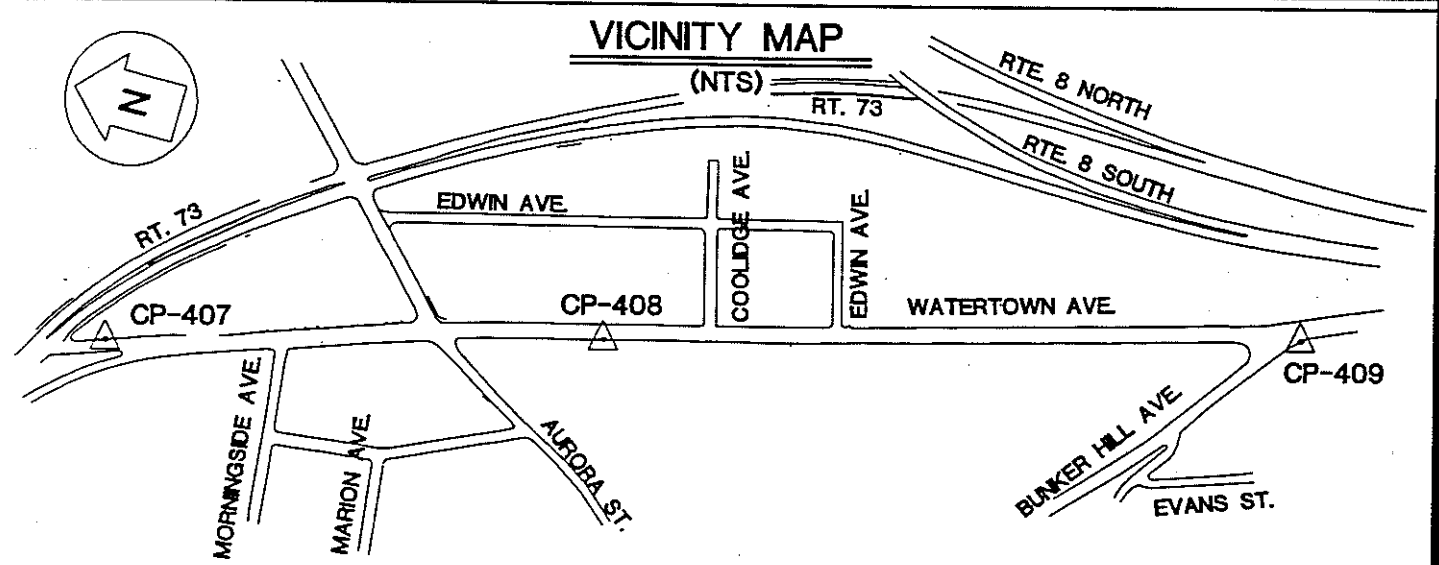 VICINITY MAP
(NTS)
N
RTE. 8 NORTH
RT. 73
RTE. 8 SOUTH
EDWIN AVE.
COOLIDGE AVE.
EDWIN AVE.
RT. 73
CP-407
CP-408
WATERTOWN AVE.
CP-409
MORNINGSIDE AVE.
MARION AVE.
AURORA ST.
BUNKER HILL AVE.
EVANS ST.